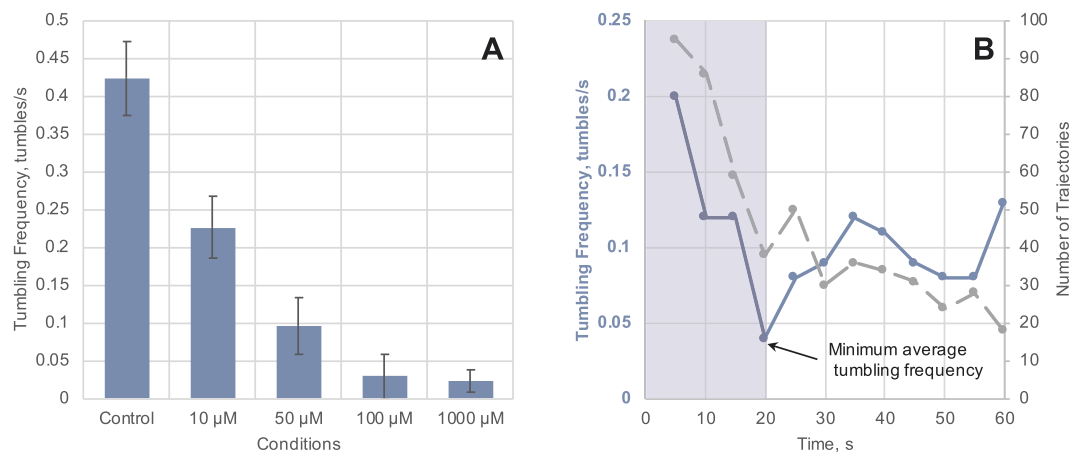 A
Tumbling Frequency, tumbles/s
0.5
0.45
0.4
0.35
0.3
0.25
0.2
0.15
0.1
0.05
0
Control
10 µM
50 µM
100 µM
1000 µM
Conditions
B
Tumbling Frequency, tumbles/s
0.25
0.2
0.15
0.1
0.05
0
Number of Trajectories
100
90
80
70
60
50
40
30
20
10
0
Minimum average
tumbling frequency
0
10
20
30
40
50
60
Time, s